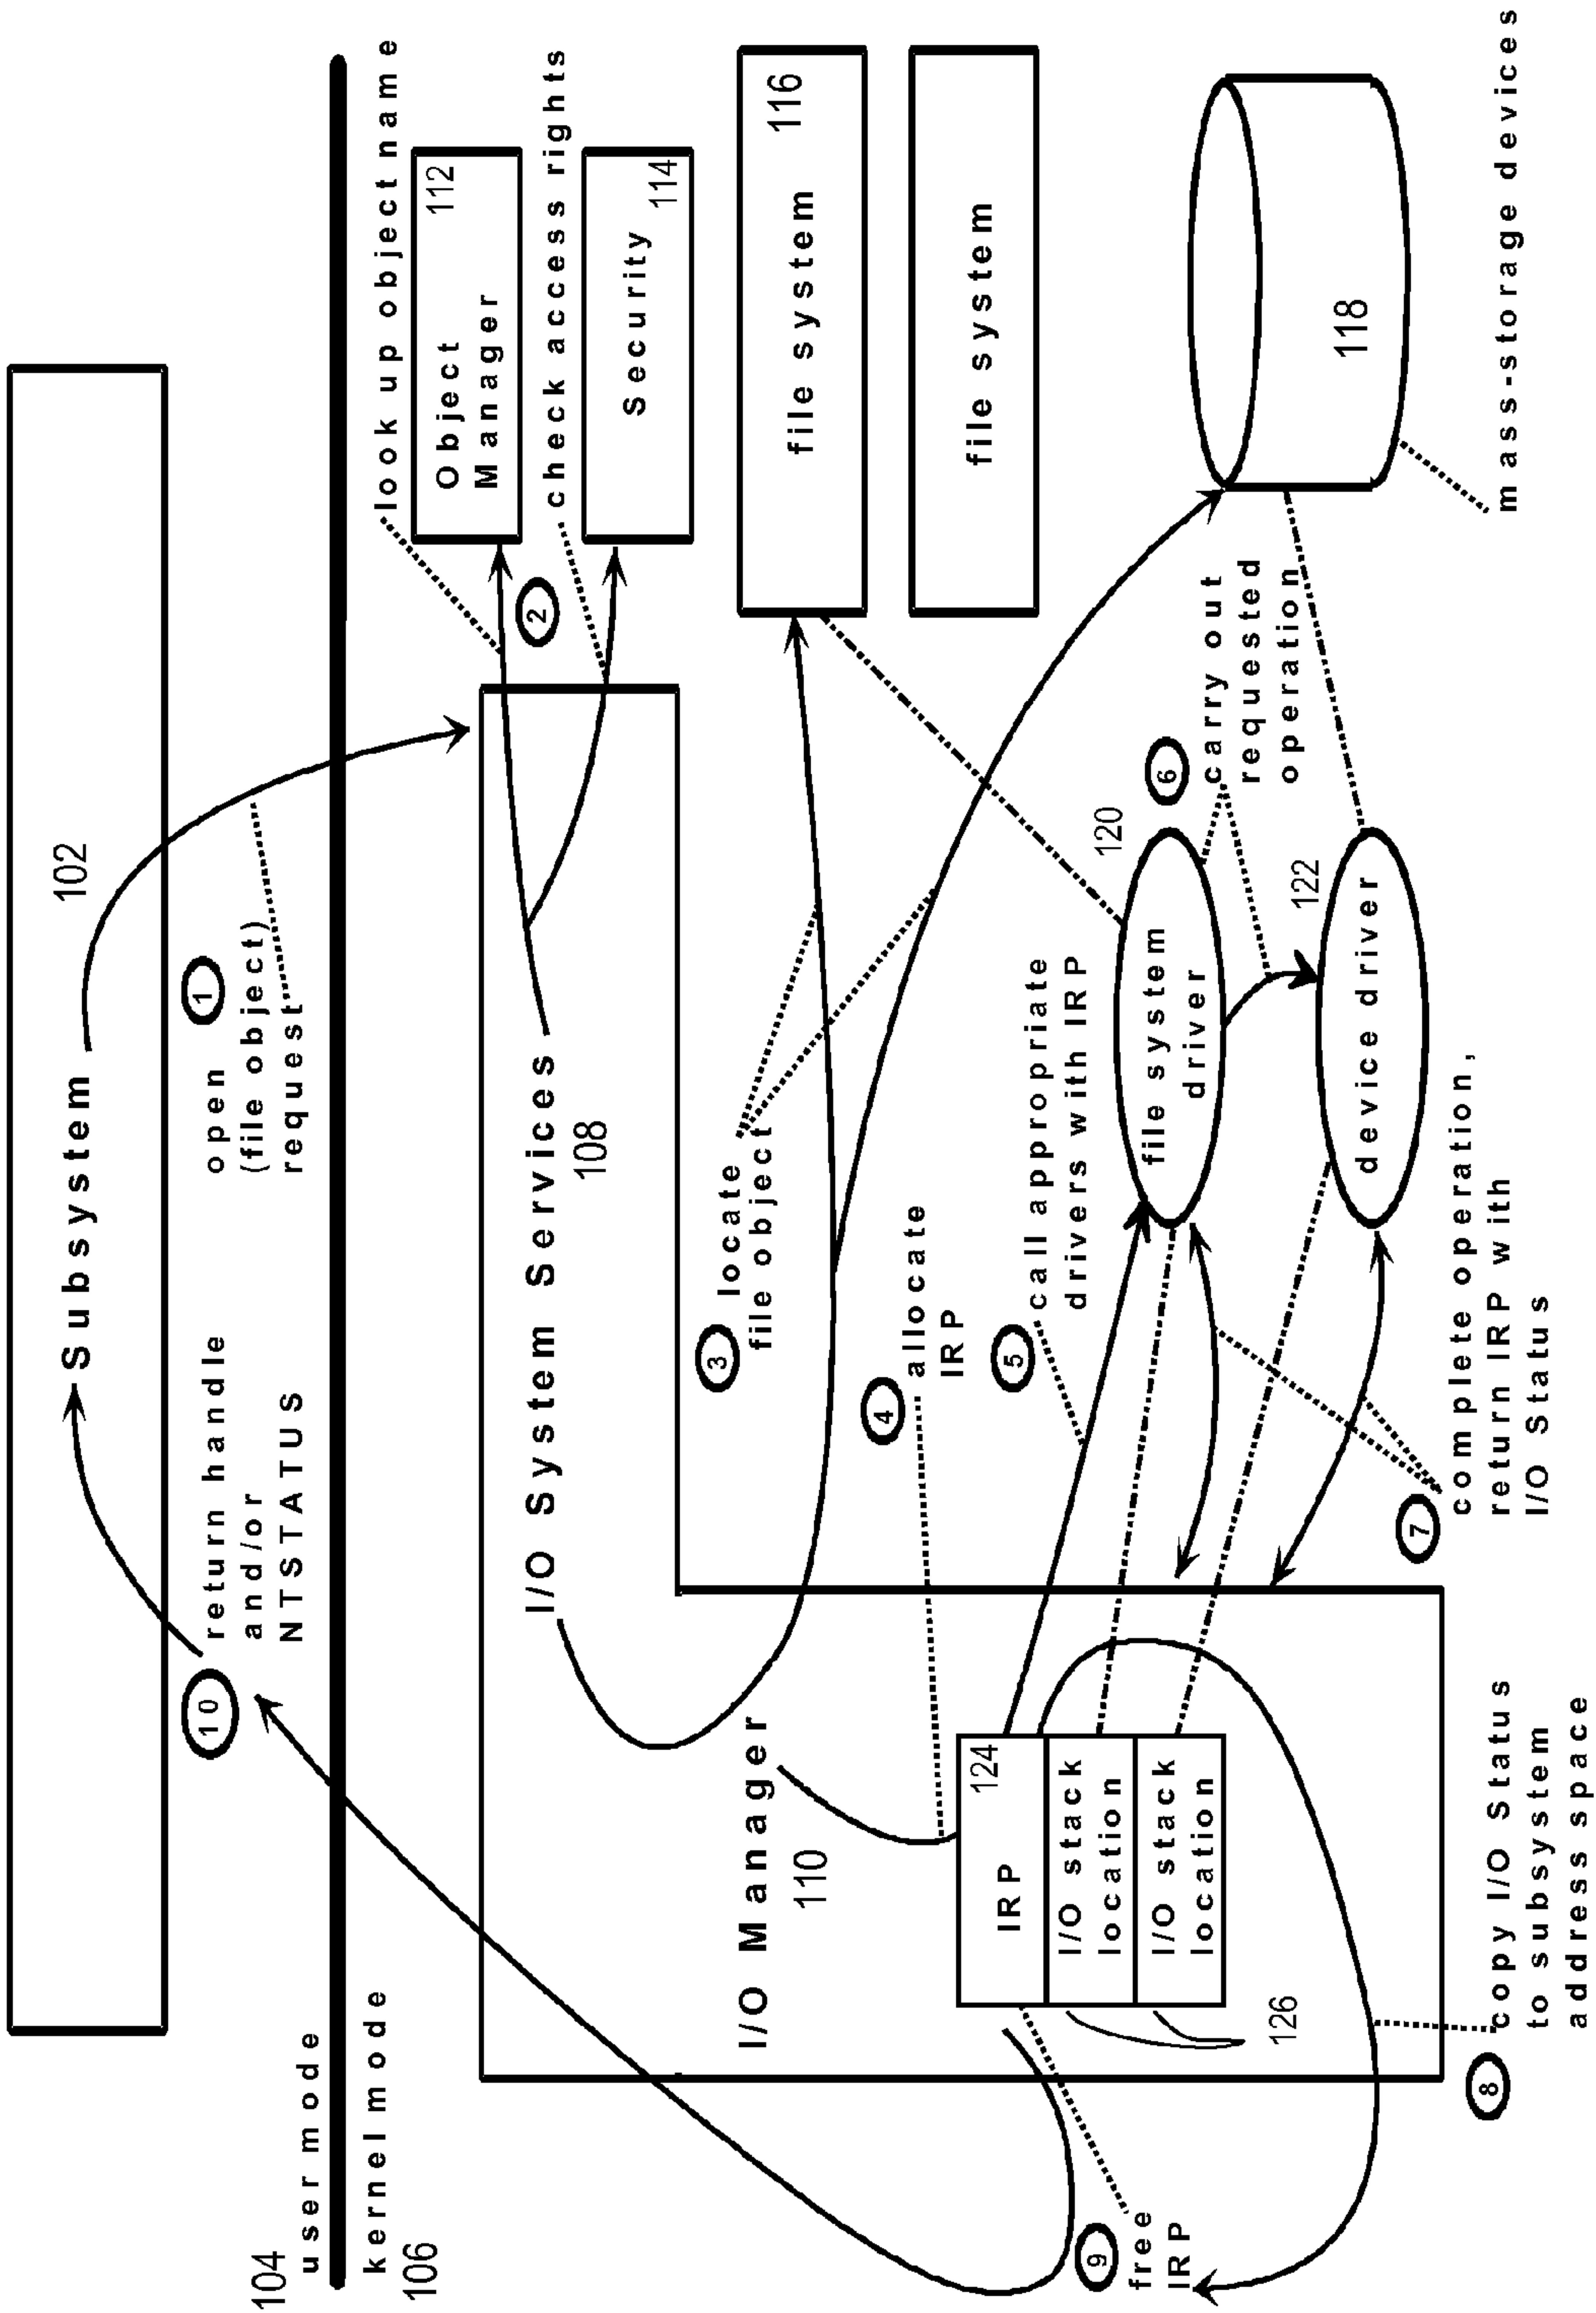 Subsystem
102
104
user mode
kernel mode
106
1
open
(file object)
request
10
return handle
and/or
NTSTATUS
look up object name
Object
Manager
112
2
check access rights
Security
114
I/O System Services
108
3
locate
file object
file system
116
file system
118
mass-storage devices
I/O Manager
110
4
allocate
IRP
5
call appropriate
drivers with IRP
6
carry out
requested
operation
120
file system
driver
122
device driver
IRP
124
I/O stack
location
I/O stack
location
126
7
complete operation,
return IRP with
I/O Status
8
copy I/O Status
to subsystem
address space
9
free
IRP